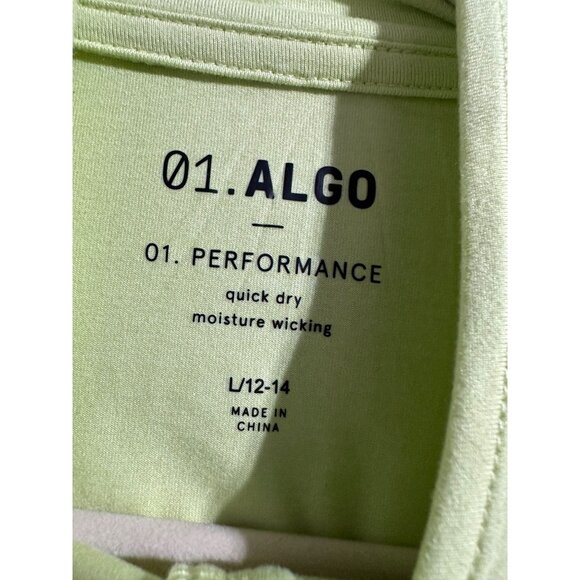 01.ALGO
01. PERFORMANCE
quick dry
moisture wicking
L/12-14
MADE IN
CHINA